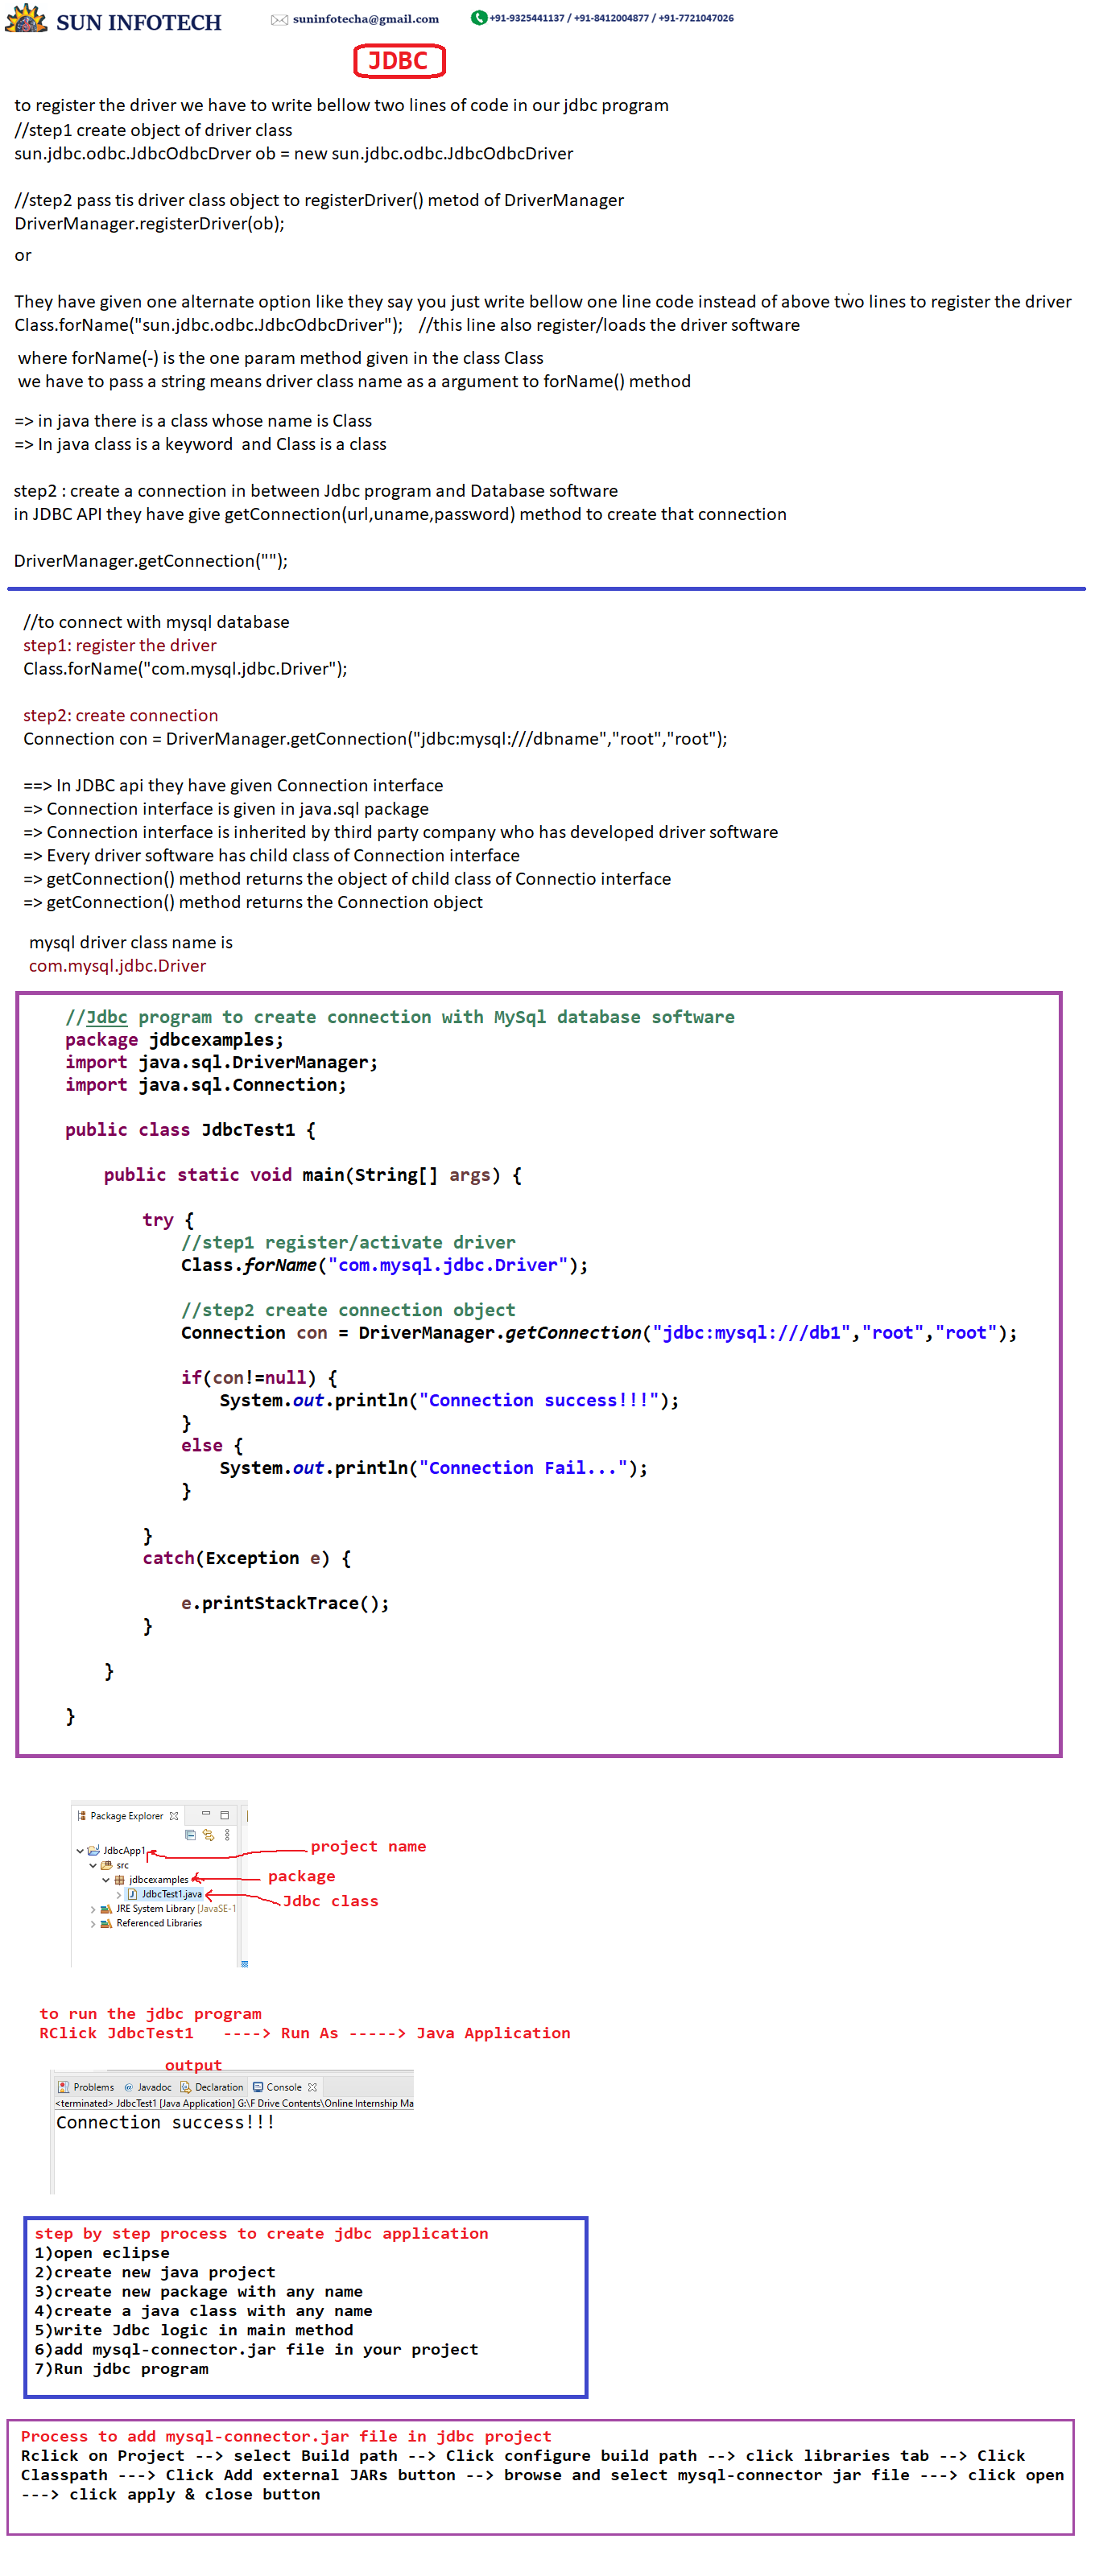 SUN INFOTECH
suninfotecha@gmail.com
+91-9325441137 / +91-8412004877 / +91-7721047026
JDBC
to register the driver we have to write bellow two lines of code in our jdbc program
//step1 create object of driver class
sun.jdbc.odbc.JdbcOdbcDrver ob = new sun.jdbc.odbc.JdbcOdbcDriver
//step2 pass tis driver class object to registerDriver() metod of DriverManager
DriverManager.registerDriver(ob);
or
They have given one alternate option like they say you just write bellow one line code instead of above two lines to register the driver
Class.forName("sun.jdbc.odbc.JdbcOdbcDriver"); //this line also register/loads the driver software
where forName(-) is the one param method given in the class Class
we have to pass a string means driver class name as a argument to forName() method
=> in java there is a class whose name is Class
=> In java class is a keyword and Class is a class
step2 : create a connection in between Jdbc program and Database software
in JDBC API they have give getConnection(url,uname,password) method to create that connection
DriverManager.getConnection("");
//to connect with mysql database
step1: register the driver
Class.forName("com.mysql.jdbc.Driver");
step2: create connection
Connection con = DriverManager.getConnection("jdbc:mysql:///dbname","root","root");
==> In JDBC api they have given Connection interface
=> Connection interface is given in java.sql package
=> Connection interface is inherited by third party company who has developed driver software
=> Every driver software has child class of Connection interface
=> getConnection() method returns the object of child class of Connectio interface
=> getConnection() method returns the Connection object
mysql driver class name is
com.mysql.jdbc.Driver
//Jdbc program to create connection with MySql database software
package jdbcexamples;
import java.sql.DriverManager;
import java.sql.Connection;
public class JdbcTest1 {
public static void main(String[] args) {
try {
//step1 register/activate driver
Class.forName("com.mysql.jdbc.Driver");
//step2 create connection object
Connection con = DriverManager.getConnection("jdbc:mysql:///db1","root","root");
if(con!=null) {
System.out.println("Connection success!!!");
}
else {
System.out.println("Connection Fail...");
}
}
catch(Exception e) {
e.printStackTrace();
}
}
}
Package Explorer
JdbcApp1
project name
src
jdbcexamples
package
JdbcTest1.java
Jdbc class
JRE System Library [JavaSE-1
Referenced Libraries
to run the jdbc program
RClick JdbcTest1 ----> Run As -----> Java Application
output
Problems @ Javadoc Declaration Console
<terminated> JdbcTest1 [Java Application] G:\F Drive Contents\Online Internship Ma
Connection success!!!
step by step process to create jdbc application
1)open eclipse
2)create new java project
3)create new package with any name
4)create a java class with any name
5)write Jdbc logic in main method
6)add mysql-connector.jar file in your project
7)Run jdbc program
Process to add mysql-connector.jar file in jdbc project
Rclick on Project --> select Build path --> Click configure build path --> click libraries tab --> Click
Classpath ---> Click Add external JARs button --> browse and select mysql-connector jar file ---> click open
---> click apply & close button